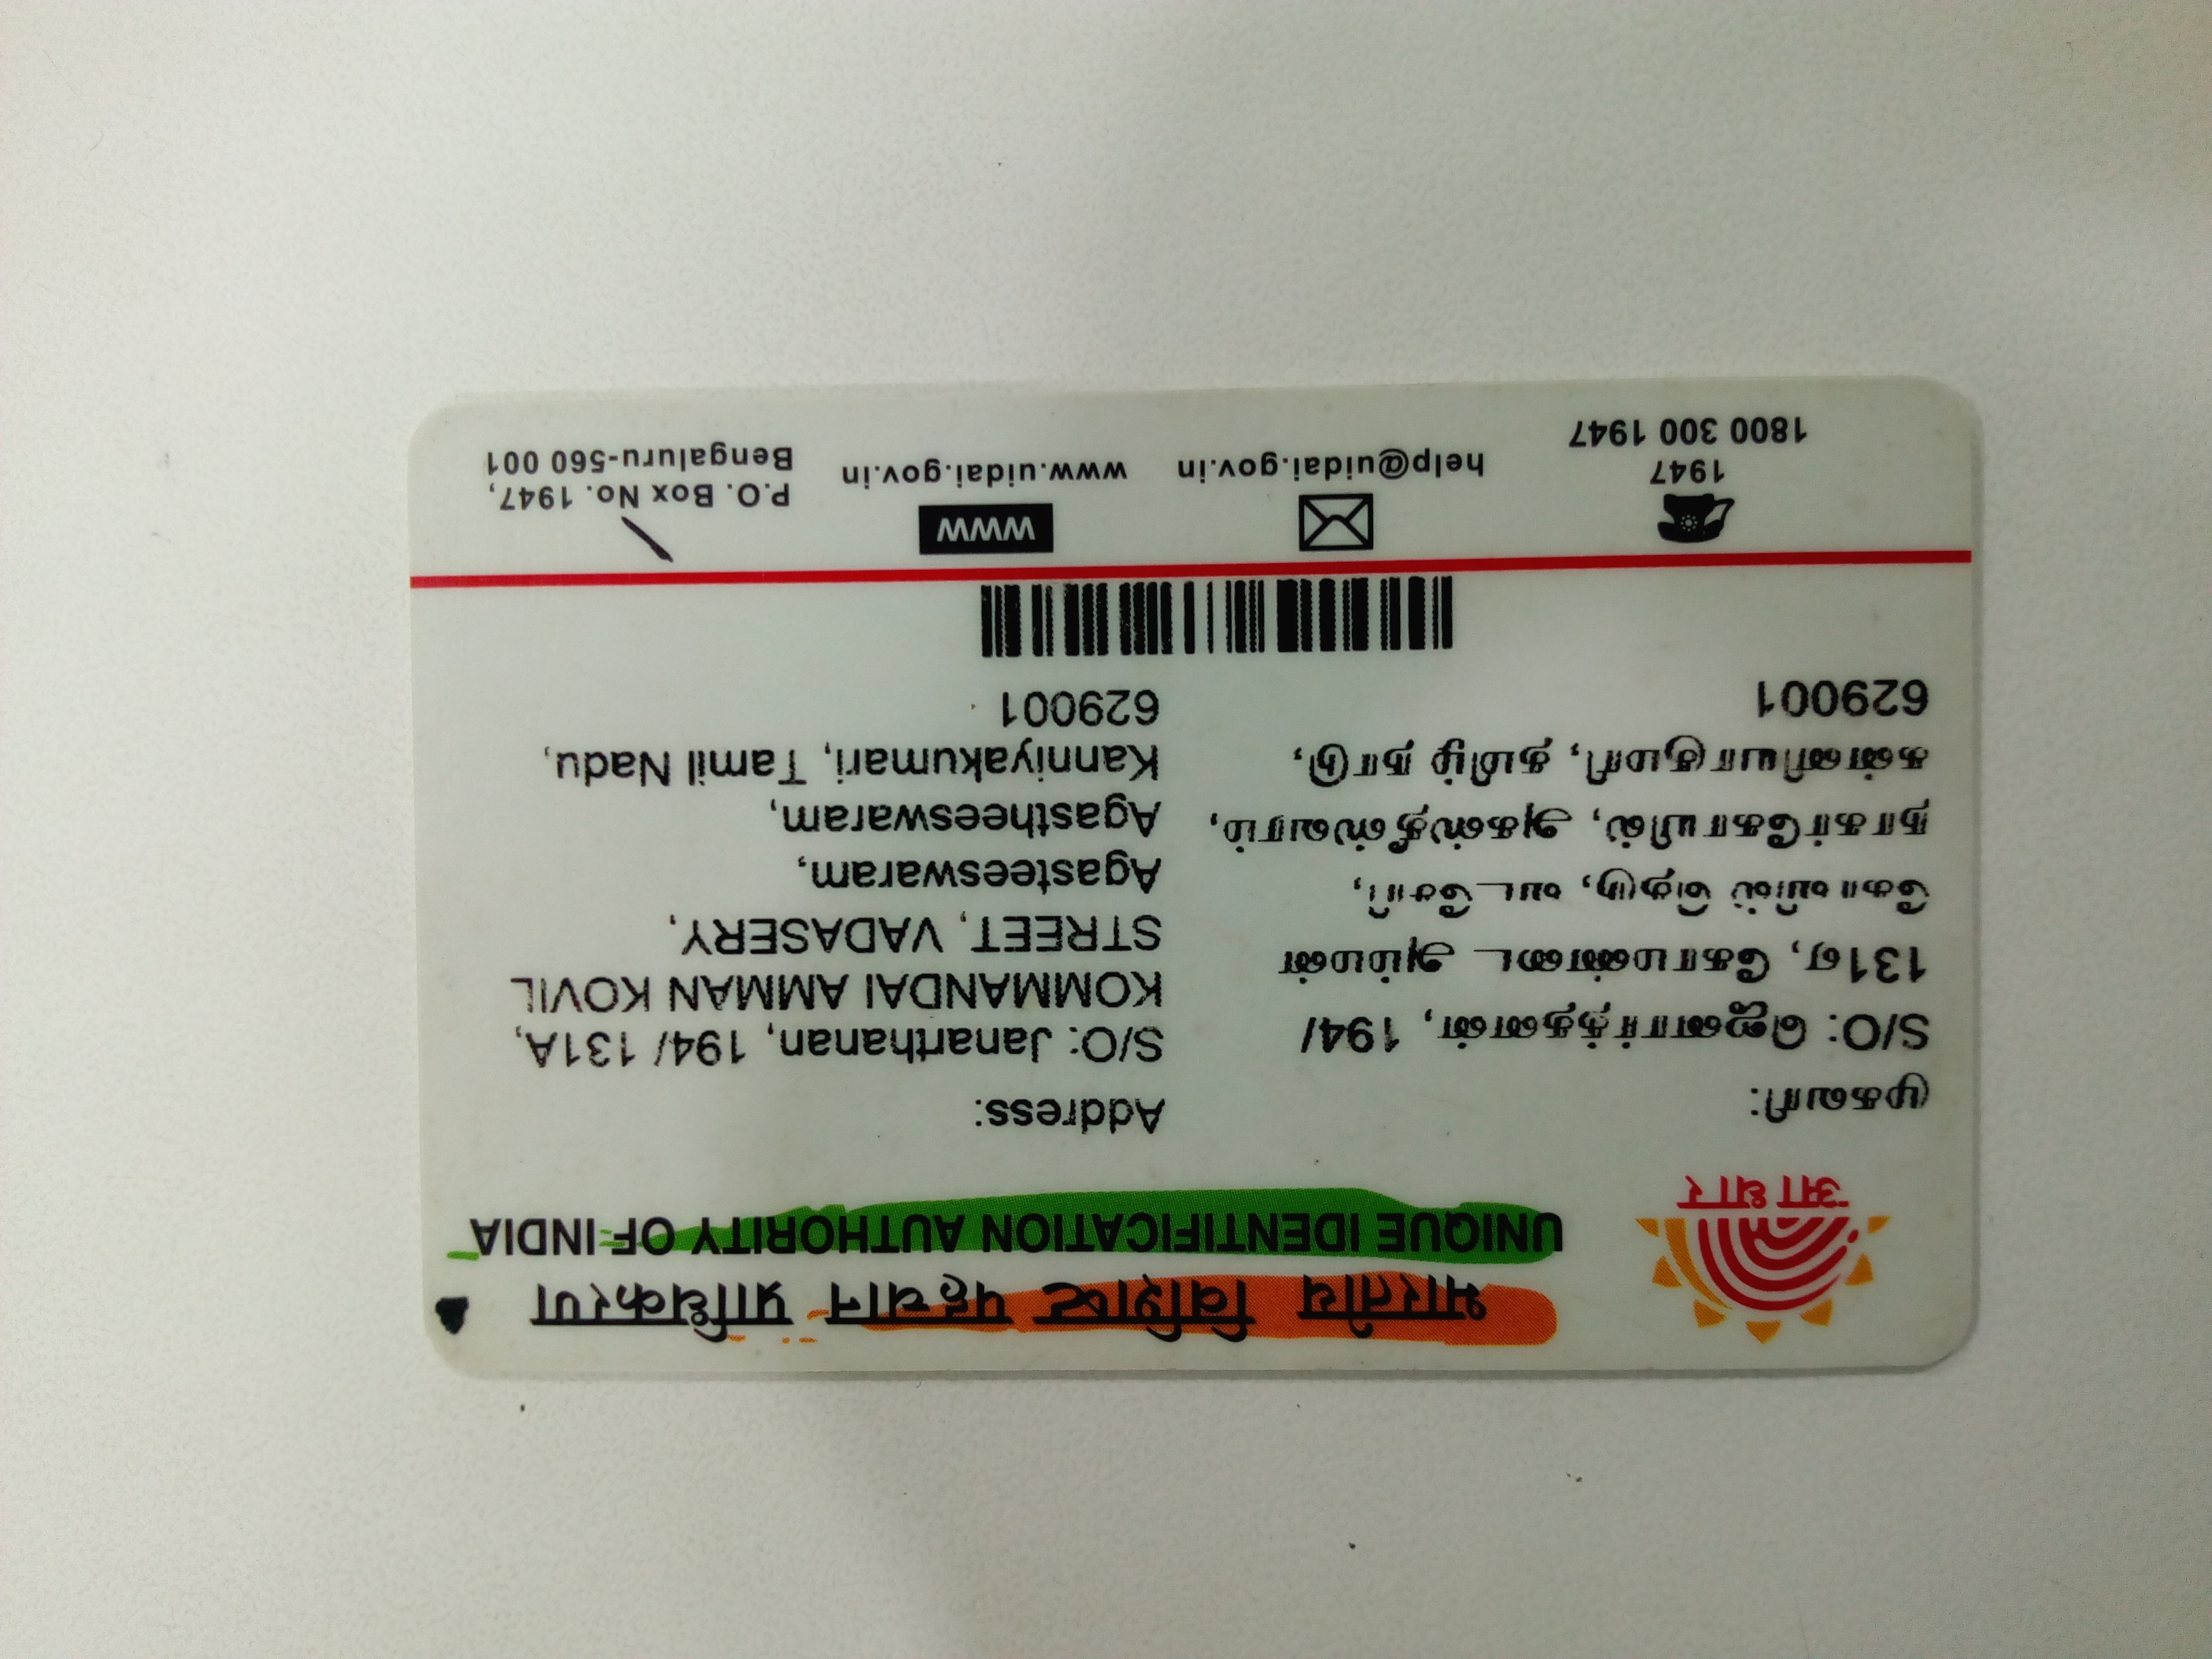 भारतीय विशिष्ट पहचान प्राधिकरण
UNIQUE IDENTIFICATION AUTHORITY OF INDIA
आधार
முகவரி:
S/O: ஜெனார்த்தனன், 194/
131ஏ, கோமண்டை அம்மன்
கோவில் தெரு, வடசேரி,
நாகர்கோயில், அகஸ்தீஸ்வரம்,
கன்னியாகுமரி, தமிழ் நாடு,
629001
Address:
S/O: Janarthanan, 194/ 131A,
KOMMANDAI AMMAN KOVIL
STREET, VADASERY,
Agasteeswaram,
Agastheeswaram,
Kanniyakumari, Tamil Nadu,
629001
1947
1800 300 1947
help@uidai.gov.in
WWW
www.uidai.gov.in
P.O. Box No. 1947,
Bengaluru-560 001